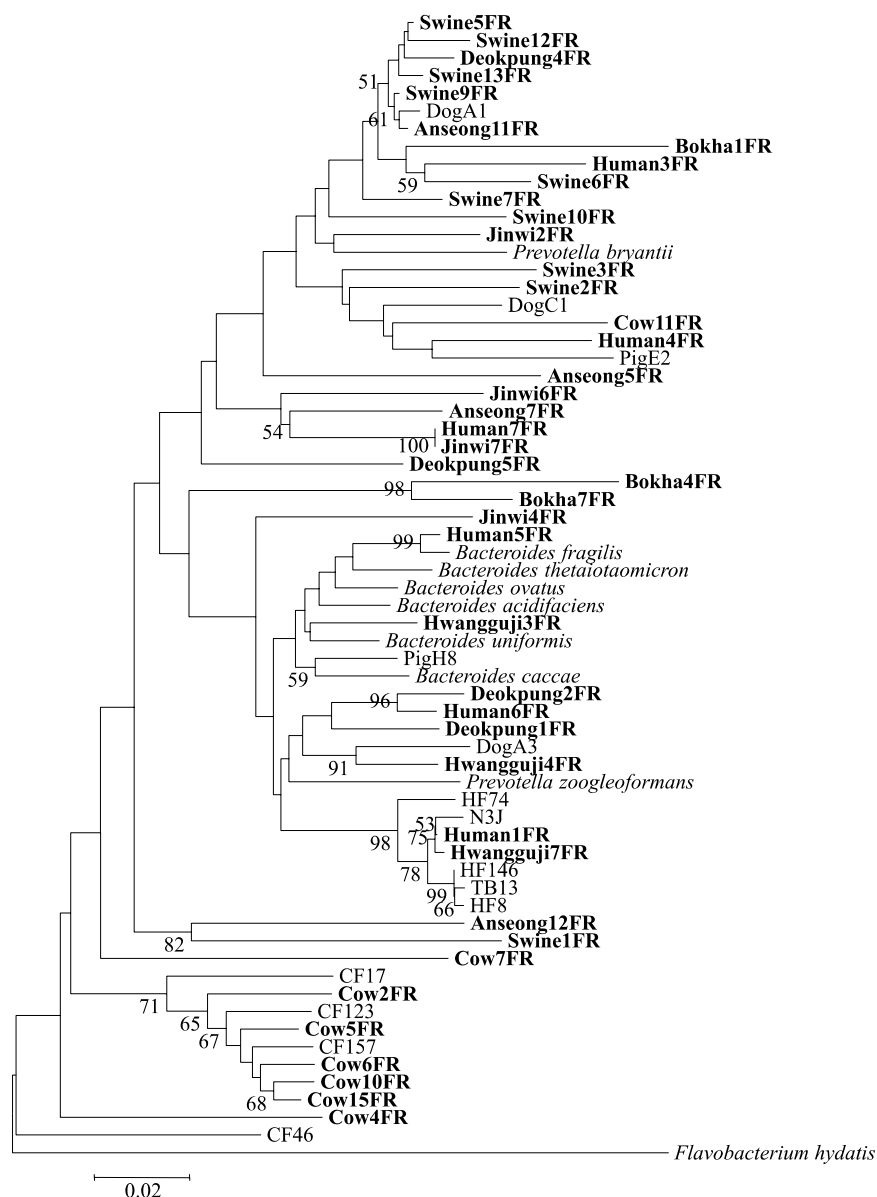 Swine5FR
Swine12FR
Deokpung4FR
Swine13FR
51
Swine9FR
DogA1
61
Anseong11FR
Bokha1FR
Human3FR
59
Swine6FR
Swine7FR
Swine10FR
Jinwi2FR
Prevotella bryantii
Swine3FR
Swine2FR
DogC1
Cow11FR
Human4FR
PigE2
Anseong5FR
Jinwi6FR
Anseong7FR
54
Human7FR
100
Jinwi7FR
Deokpung5FR
Bokha4FR
98
Bokha7FR
Jinwi4FR
Human5FR
99
Bacteroides fragilis
Bacteroides thetaiotaomicron
Bacteroides ovatus
Bacteroides acidifaciens
Hwangguji3FR
Bacteroides uniformis
PigH8
59
Bacteroides caccae
Deokpung2FR
96
Human6FR
Deokpung1FR
DogA3
91
Hwangguji4FR
Prevotella zoogleoformans
HF74
N3J
53
Human1FR
75
98
Hwangguji7FR
HF146
78
TB13
99
HF8
66
Anseong12FR
82
Swine1FR
Cow7FR
CF17
71
Cow2FR
CF123
65
Cow5FR
67
CF157
Cow6FR
Cow10FR
68
Cow15FR
Cow4FR
CF46
Flavobacterium hydatis
0.02